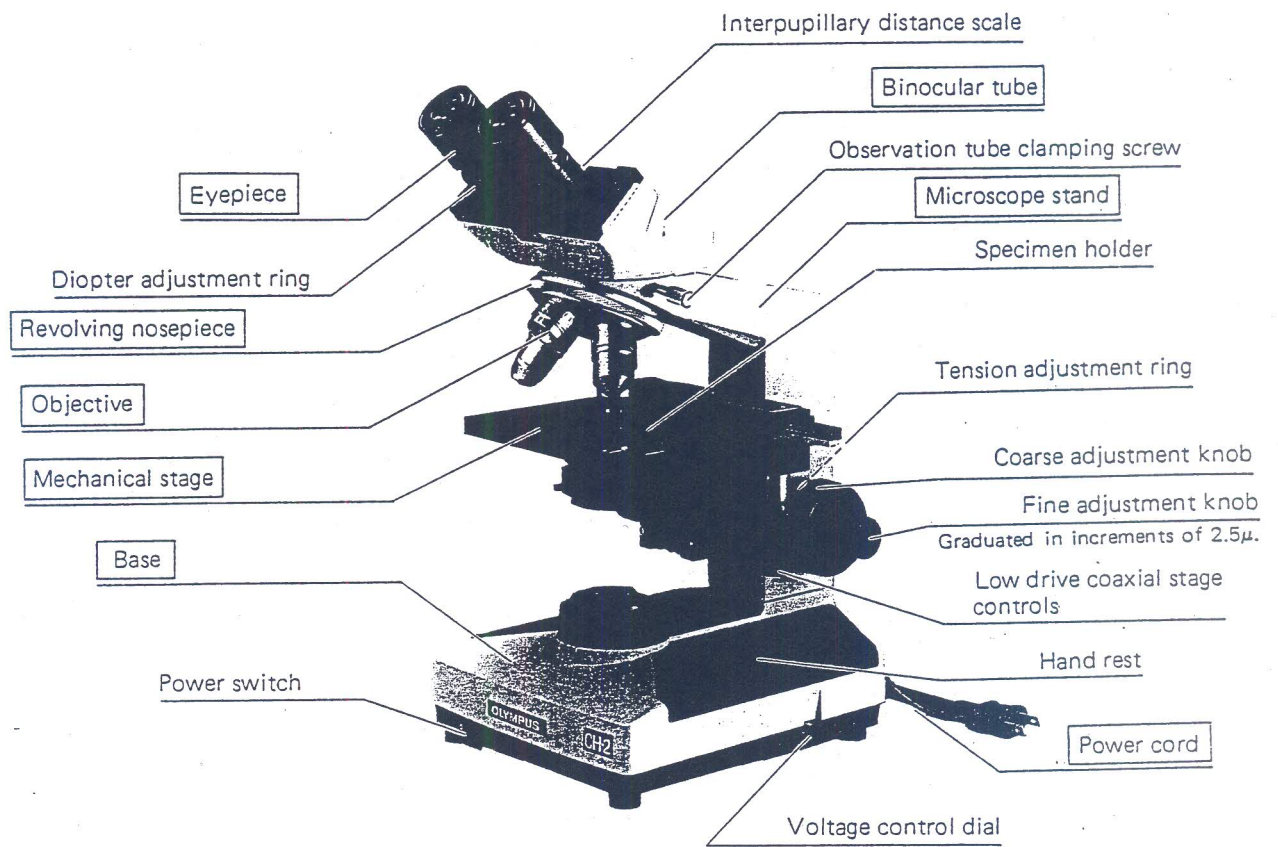 Interpupillary distance scale
Binocular tube
Observation tube clamping screw
Eyepiece
Microscope stand
Specimen holder
Diopter adjustment ring
Revolving nosepiece
Tension adjustment ring
Objective
Coarse adjustment knob
Mechanical stage
Fine adjustment knob
Graduated in increments of 2.5μ.
Base
Low drive coaxial stage
controls
Hand rest
Power switch
OLYMPUS
CH-2
Power cord
Voltage control dial